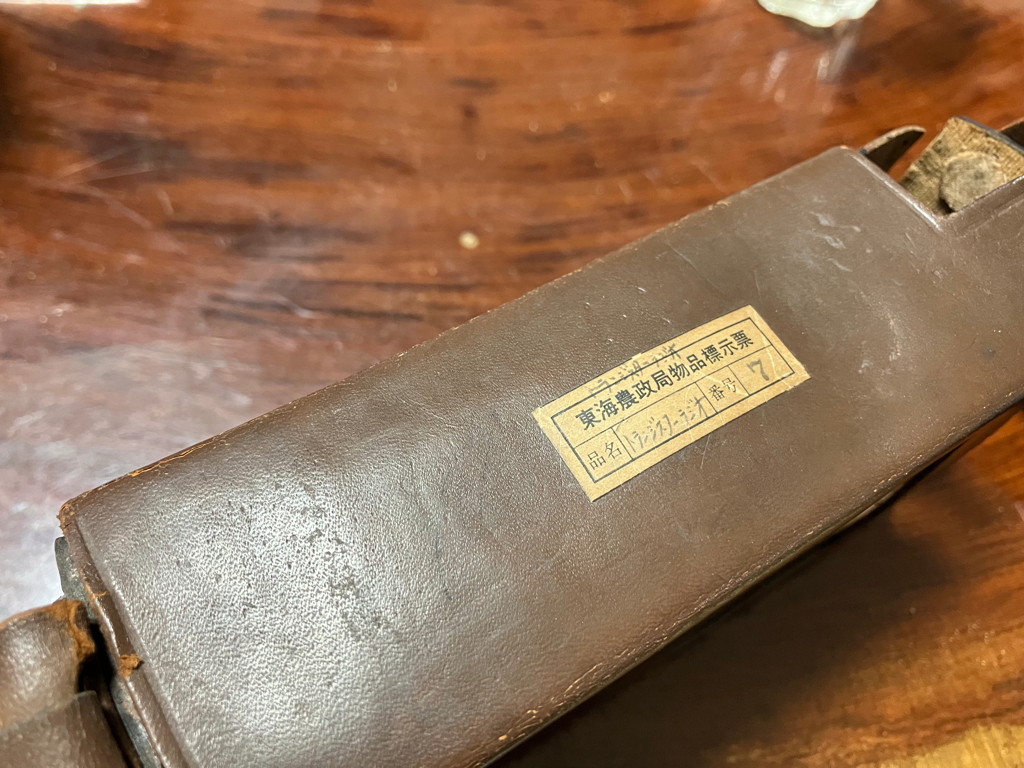 東海農政局物品標示票
品名 トランジスターラジオ 番号 7